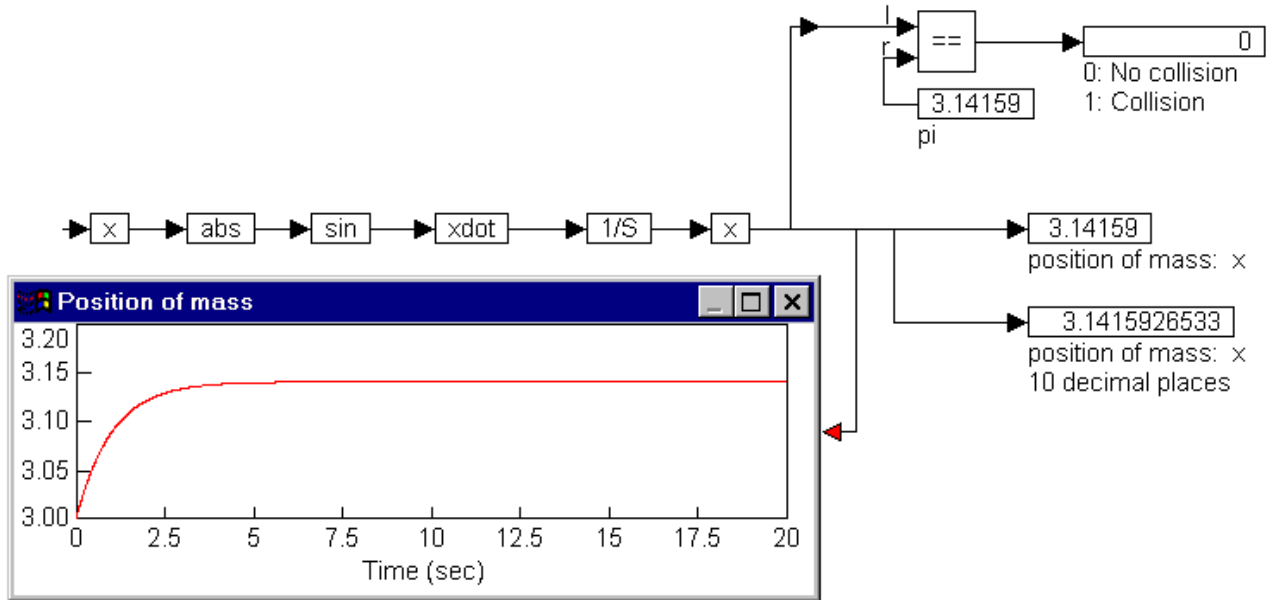 l
r
==
0
0: No collision
1: Collision
3.14159
pi
x
abs
sin
xdot
1/S
x
3.14159
position of mass: x
3.1415926533
position of mass: x
10 decimal places
Position of mass
3.20
3.15
3.10
3.05
3.00
0 2.5 5 7.5 10 12.5 15 17.5 20
Time (sec)